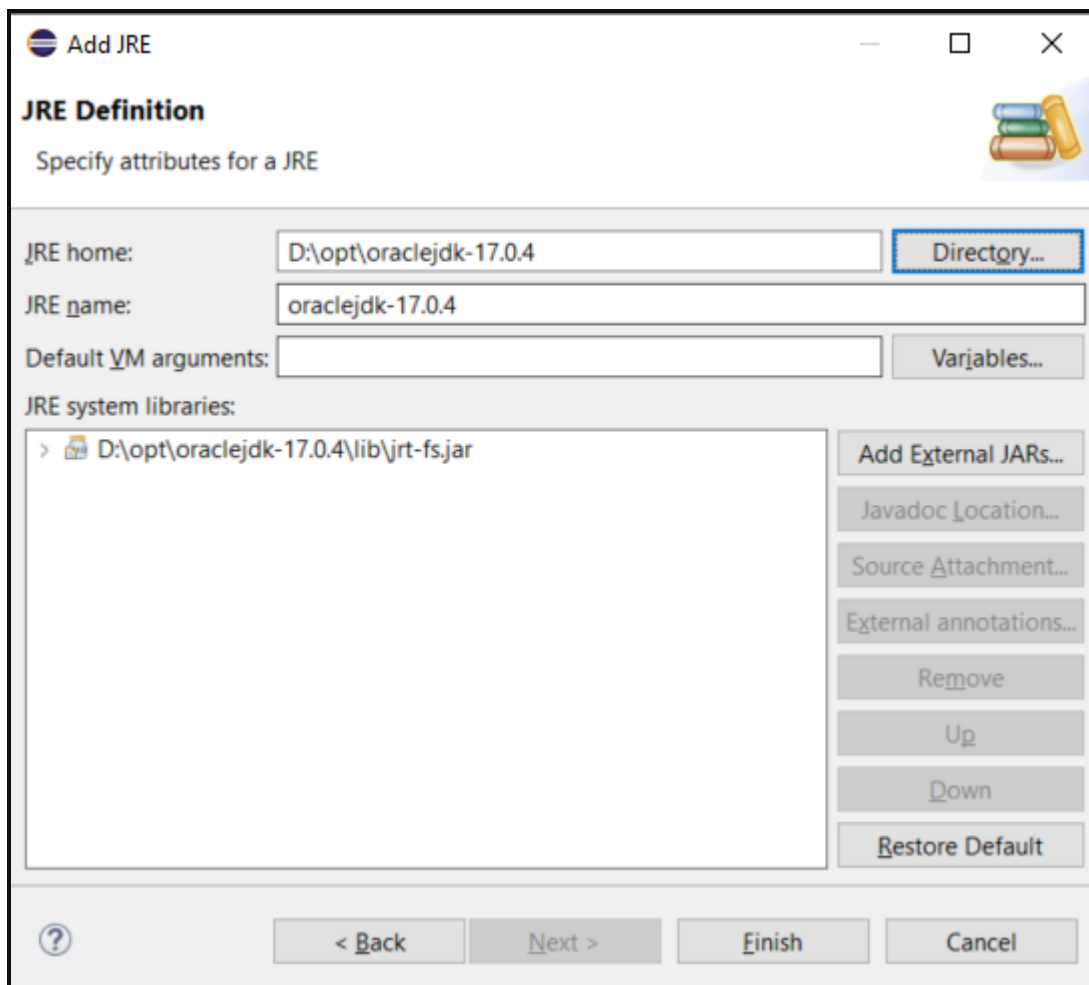 Add JRE
JRE Definition
Specify attributes for a JRE
JRE home: D:\opt\oraclejdk-17.0.4 Directory...
JRE name: oraclejdk-17.0.4
Default VM arguments: Variables...
JRE system libraries:
D:\opt\oraclejdk-17.0.4\lib\jrt-fs.jar
Add External JARs...
Javadoc Location...
Source Attachment...
External annotations...
Remove
Up
Down
Restore Default
? < Back Next > Finish Cancel